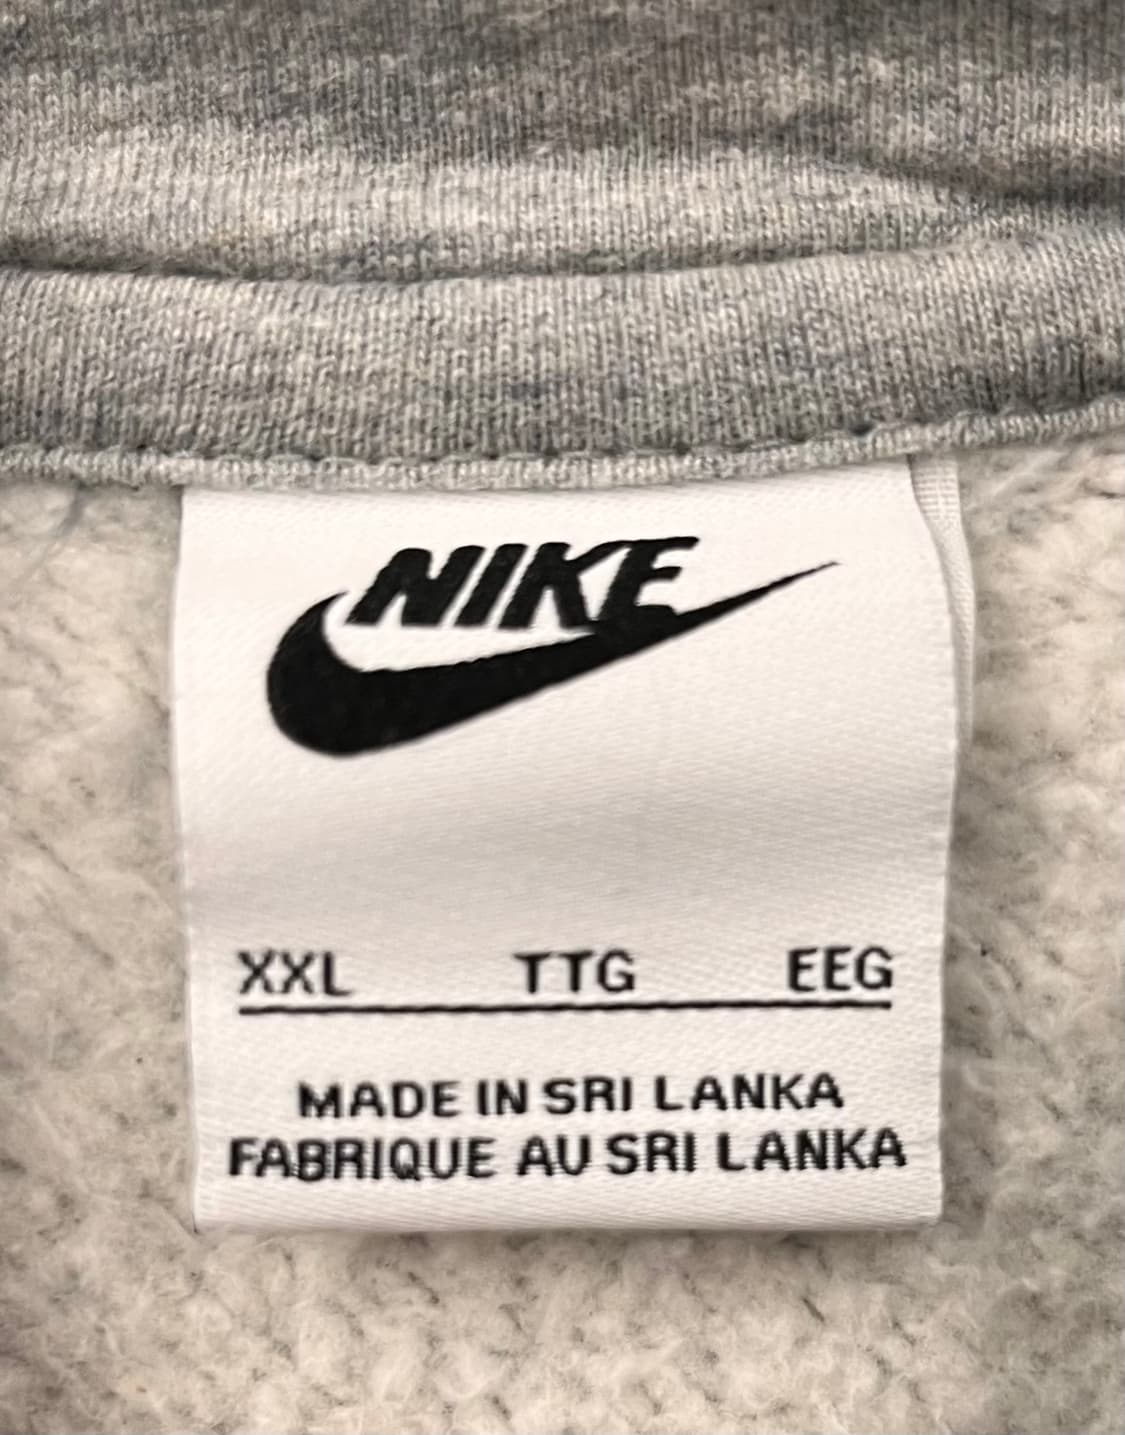 NIKE
XXL TTG EEG
MADE IN SRI LANKA
FABRIQUE AU SRI LANKA